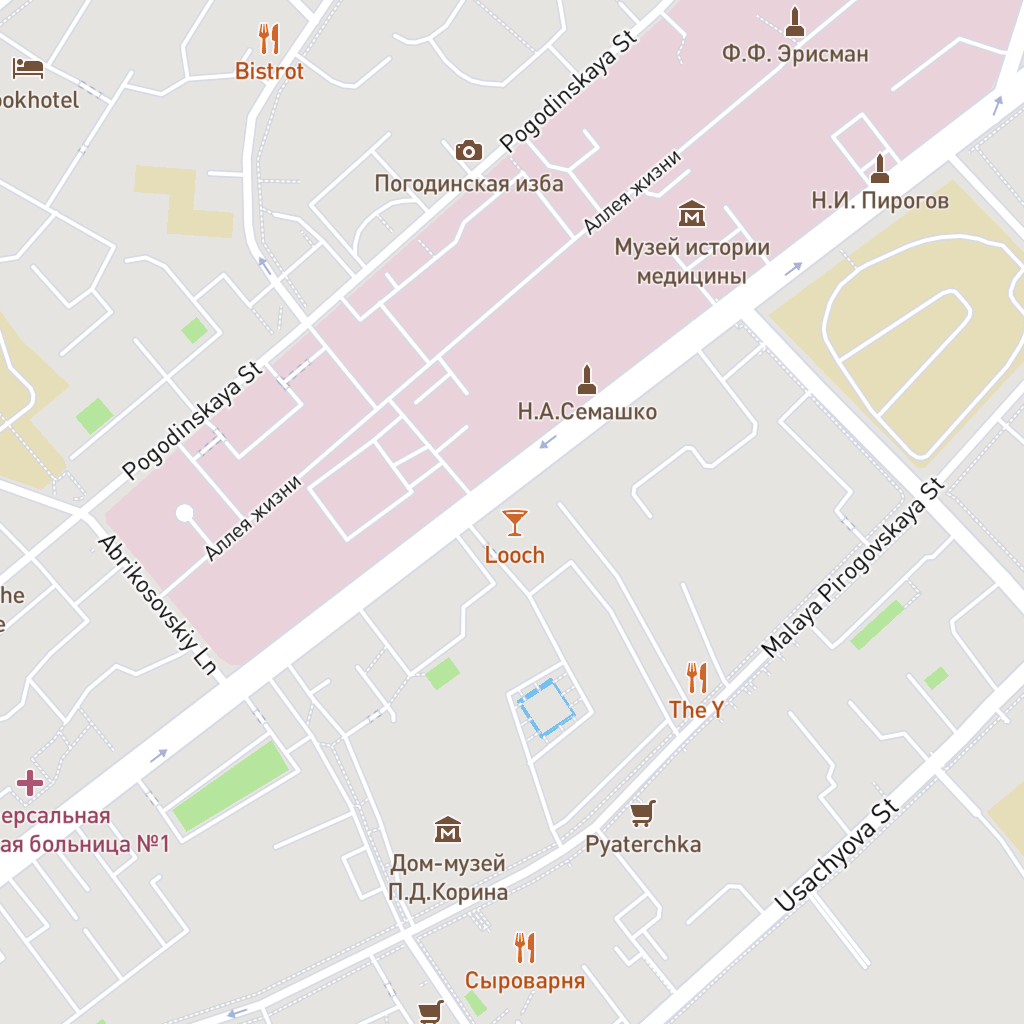 Ф.Ф. Эрисман
Bistrot
Pogodinskaya St
ookhotel
Погодинская изба
Аллея жизни
Н.И. Пирогов
Музей истории
медицины
Pogodinskaya St
Н.А.Семашко
Аллея жизни
Looch
Abrikosovskiy Ln
Malaya Pirogovskaya St
he
e
The Y
ерсальная
ая больница №1
Pyaterchka
Usachyova St
Дом-музей
П.Д.Корина
Сыроварня